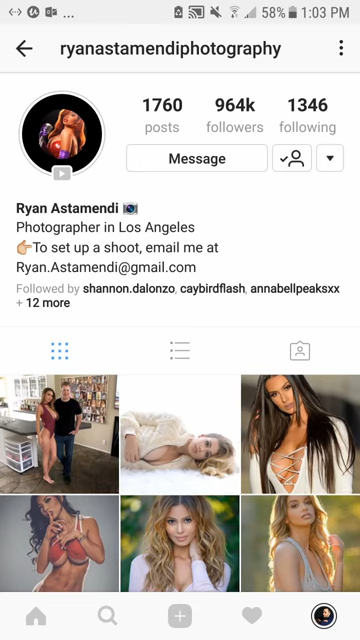 58% 1:03 PM
ryanastamendiphotography
1760 964k 1346
posts followers following
Message
Ryan Astamendi 📷
Photographer in Los Angeles
👉To set up a shoot, email me at
Ryan.Astamendi@gmail.com
Followed by shannon.dalonzo, caybirdflash, annabellpeaksxx
+ 12 more